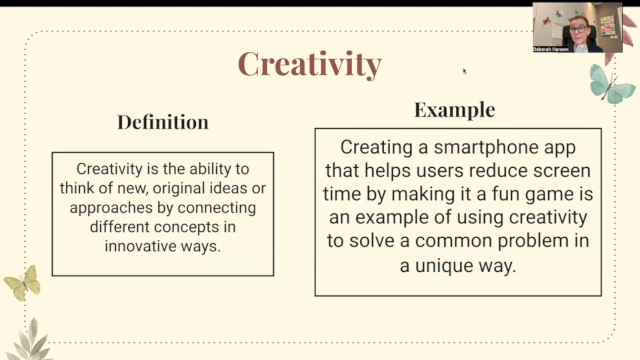 Creativity
Definition
Creativity is the ability to
think of new, original ideas or
approaches by connecting
different concepts in
innovative ways.
Example
Creating a smartphone app
that helps users reduce screen
time by making it a fun game is
an example of using creativity
to solve a common problem in
a unique way.
Deborah Hansen